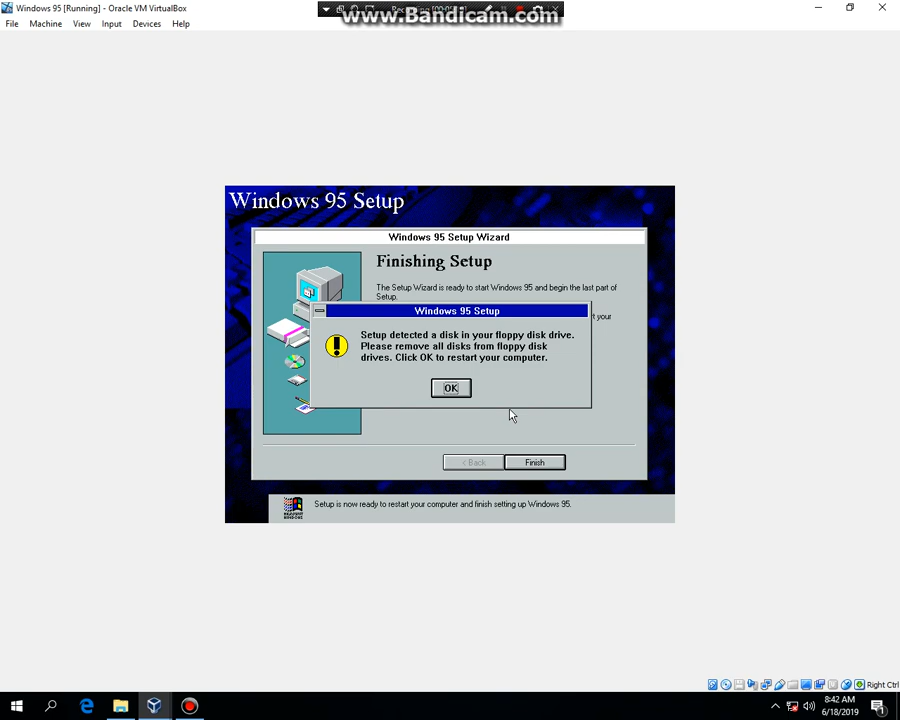 Windows 95 [Running] - Oracle VM VirtualBox
www.Bandicam.com
File Machine View Input Devices Help
Windows 95 Setup
Windows 95 Setup Wizard
Finishing Setup
The Setup Wizard is ready to start Windows 95 and begin the last part of
Setup.
t your
Windows 95 Setup
Setup detected a disk in your floppy disk drive.
Please remove all disks from floppy disk
drives. Click OK to restart your computer.
OK
< Back Finish
Setup is now ready to restart your computer and finish setting up Windows 95.
Right Ctrl
8:42 AM
6/18/2019
1